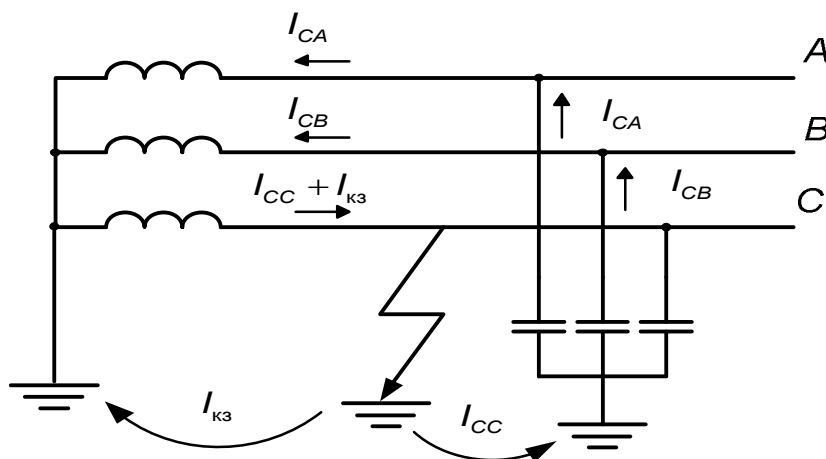 I_CA
A
I_CA
I_CB
B
I_CC + I_кз
I_CB
C
I_кз
I_CC